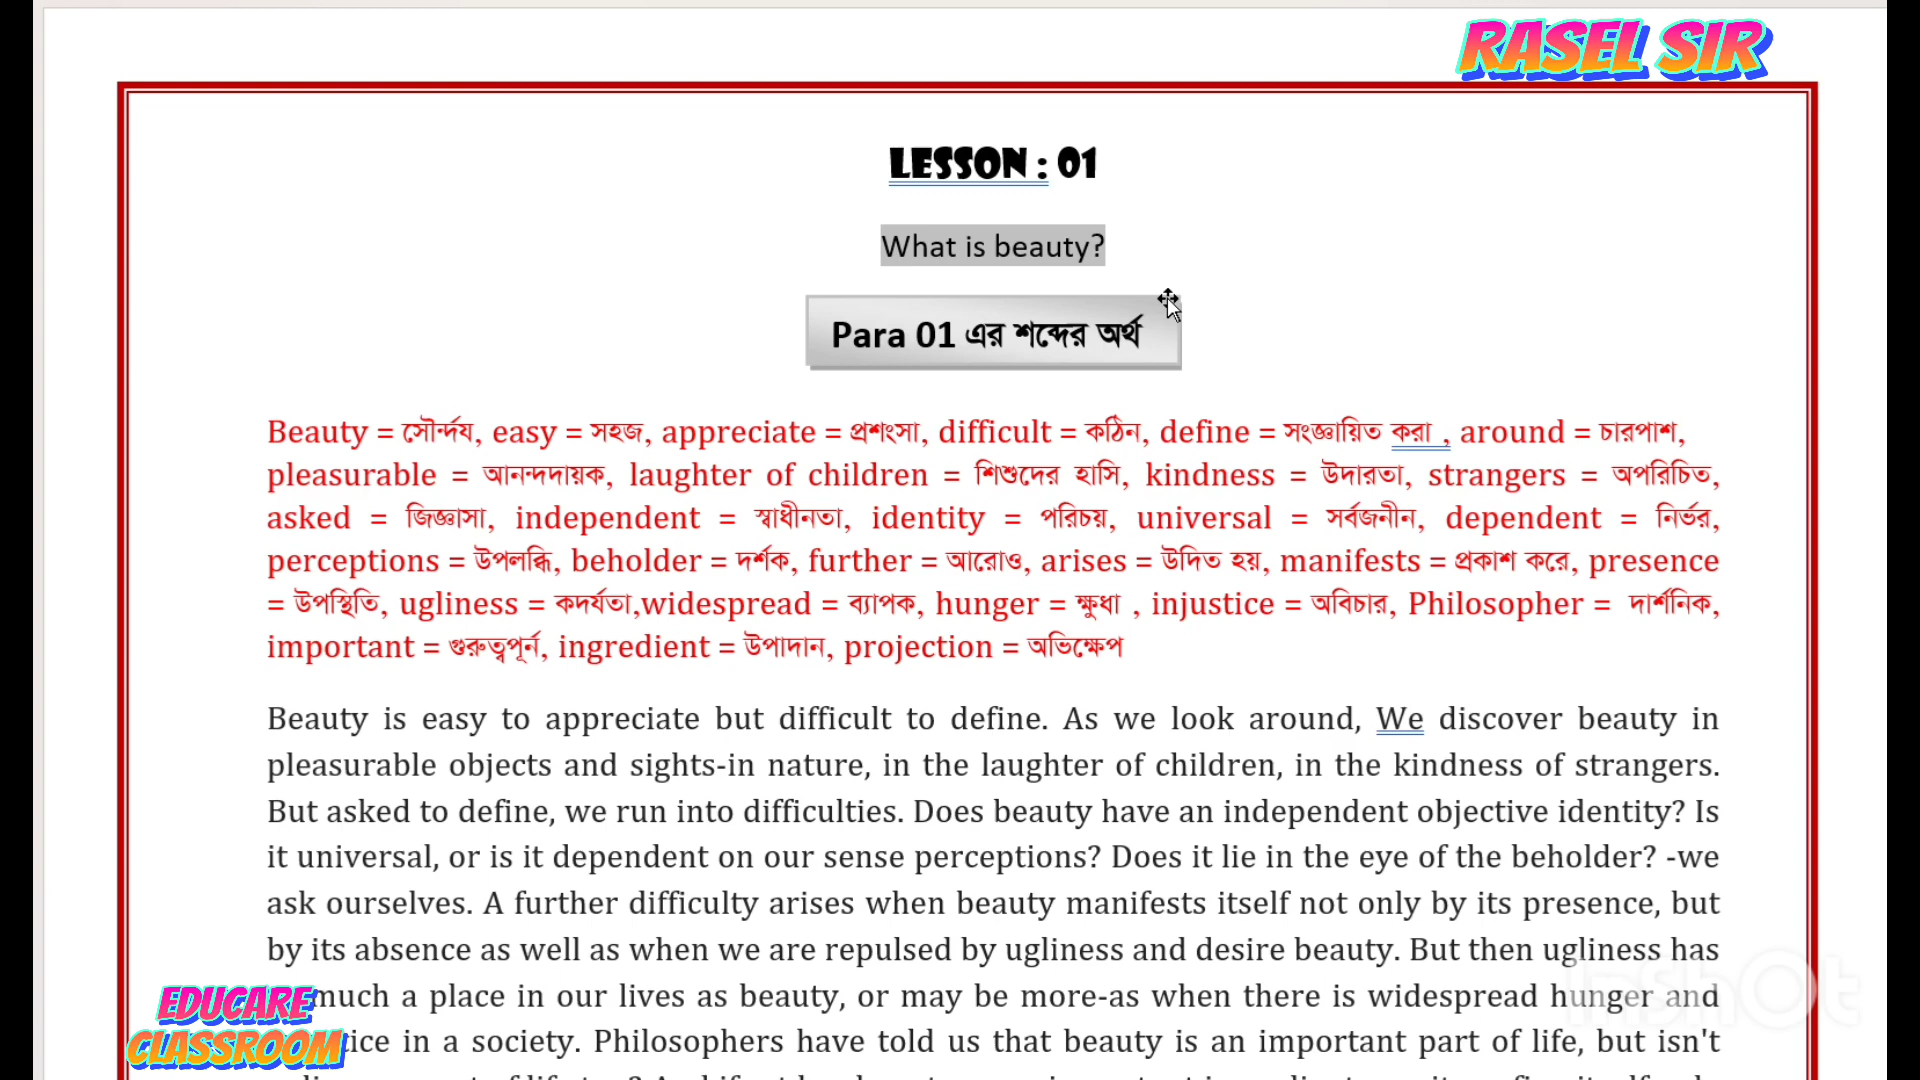 RASEL SIR
LESSON : 01
What is beauty?
Para 01 এর শব্দের অর্থ
Beauty = সৌর্ন্দয, easy = সহজ, appreciate = প্রশংসা, difficult = কঠিন, define = সংজ্ঞায়িত করা , around = চারপাশ,
pleasurable = আনন্দদায়ক, laughter of children = শিশুদের হাসি, kindness = উদারতা, strangers = অপরিচিত,
asked = জিজ্ঞাসা, independent = স্বাধীনতা, identity = পরিচয়, universal = সর্বজনীন, dependent = নির্ভর,
perceptions = উপলব্ধি, beholder = দর্শক, further = আরোও, arises = উদিত হয়, manifests = প্রকাশ করে, presence
= উপস্থিতি, ugliness = কদর্যতা,widespread = ব্যাপক, hunger = ক্ষুধা , injustice = অবিচার, Philosopher = দার্শনিক,
important = গুরুত্বপূর্ন, ingredient = উপাদান, projection = অভিক্ষেপ
Beauty is easy to appreciate but difficult to define. As we look around, We discover beauty in
pleasurable objects and sights-in nature, in the laughter of children, in the kindness of strangers.
But asked to define, we run into difficulties. Does beauty have an independent objective identity? Is
it universal, or is it dependent on our sense perceptions? Does it lie in the eye of the beholder? -we
ask ourselves. A further difficulty arises when beauty manifests itself not only by its presence, but
by its absence as well as when we are repulsed by ugliness and desire beauty. But then ugliness has
much a place in our lives as beauty, or may be more-as when there is widespread hunger and
in a society. Philosophers have told us that beauty is an important part of life, but isn't
EDUCARE
CLASSROOM
InShOt